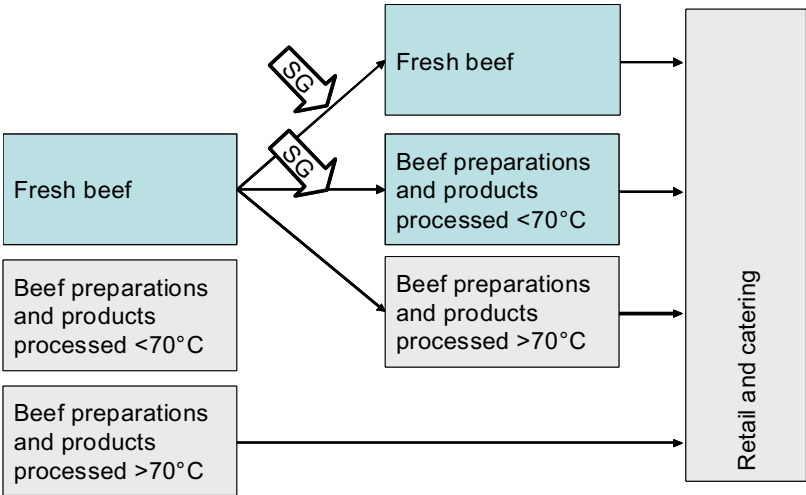 SG
Fresh beef
SG
Fresh beef
Beef preparations
and products
processed <70°C
Beef preparations
and products
processed <70°C
Beef preparations
and products
processed >70°C
Beef preparations
and products
processed >70°C
Retail and catering